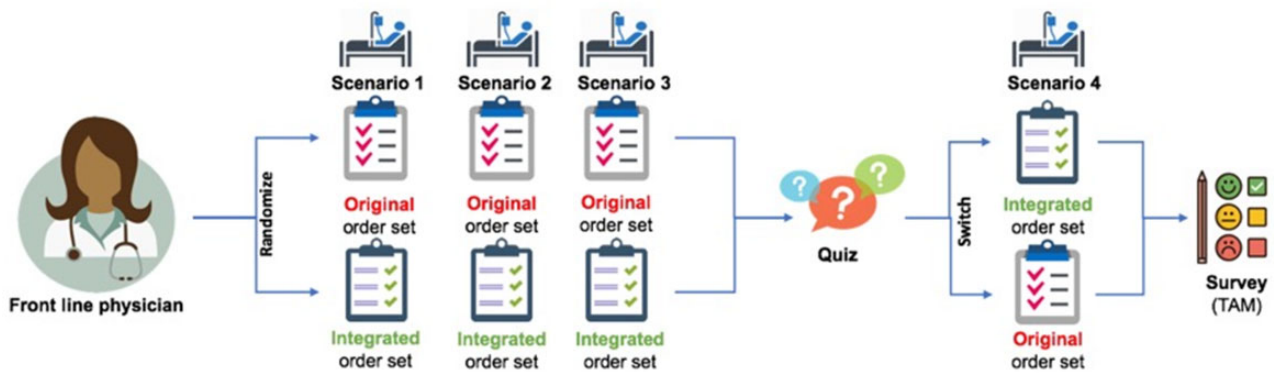 Scenario 1
Scenario 2
Scenario 3
Scenario 4
Front line physician
Randomize
Original
order set
Original
order set
Original
order set
Integrated
order set
Integrated
order set
Integrated
order set
? ? ?
Quiz
Switch
Integrated
order set
Original
order set
Survey
(TAM)